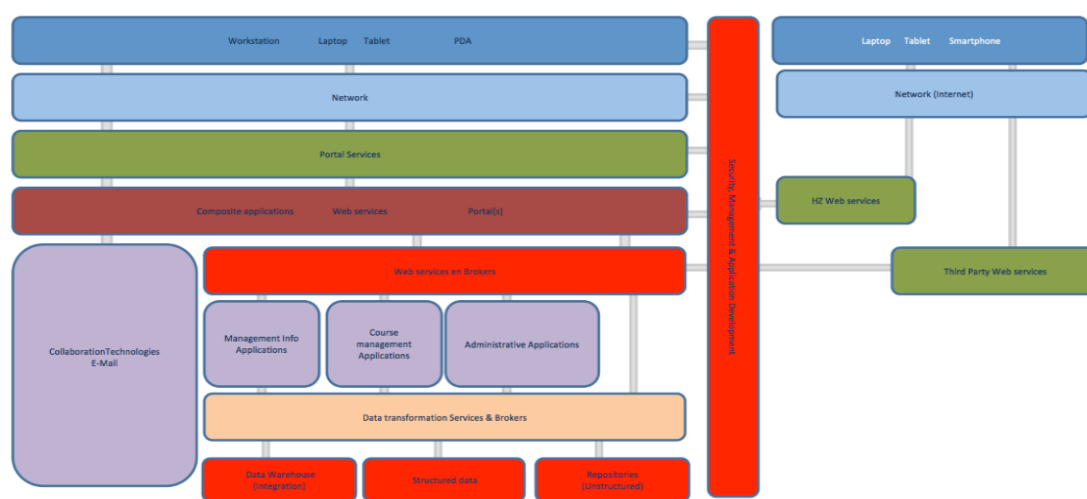 Workstation Laptop Tablet PDA
Laptop Tablet Smartphone
Network
Network (Internet)
Portal Services
Composite applications Web services Portal(s)
HZ Web services
Web services en Brokers
Third Party Web services
Security, Management & Application Development
CollaborationTechnologies
E-Mail
Management Info
Applications
Course
management
Applications
Administrative Applications
Data transformation Services & Brokers
Data Warehouse
(Integration)
Structured data
Repositories
(Unstructured)